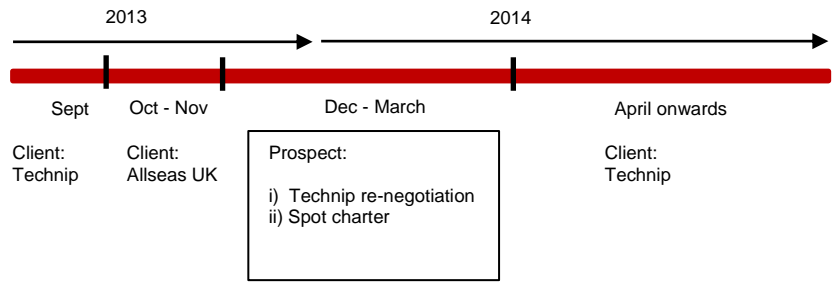 2013
2014
Sept
Oct - Nov
Dec - March
April onwards
Client:
Technip
Client:
Allseas UK
Prospect:
i) Technip re-negotiation
ii) Spot charter
Client:
Technip